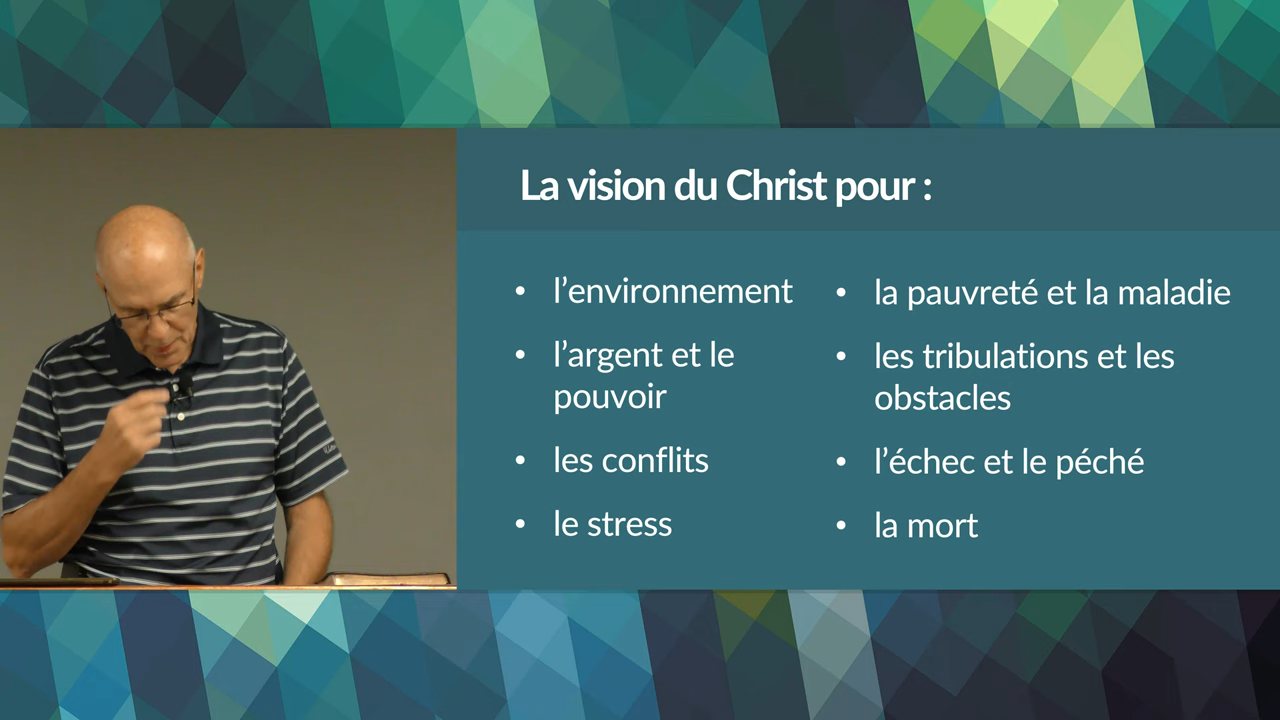 La vision du Christ pour :
• l’environnement
• l’argent et le
pouvoir
• les conflits
• le stress
• la pauvreté et la maladie
• les tribulations et les
obstacles
• l’échec et le péché
• la mort